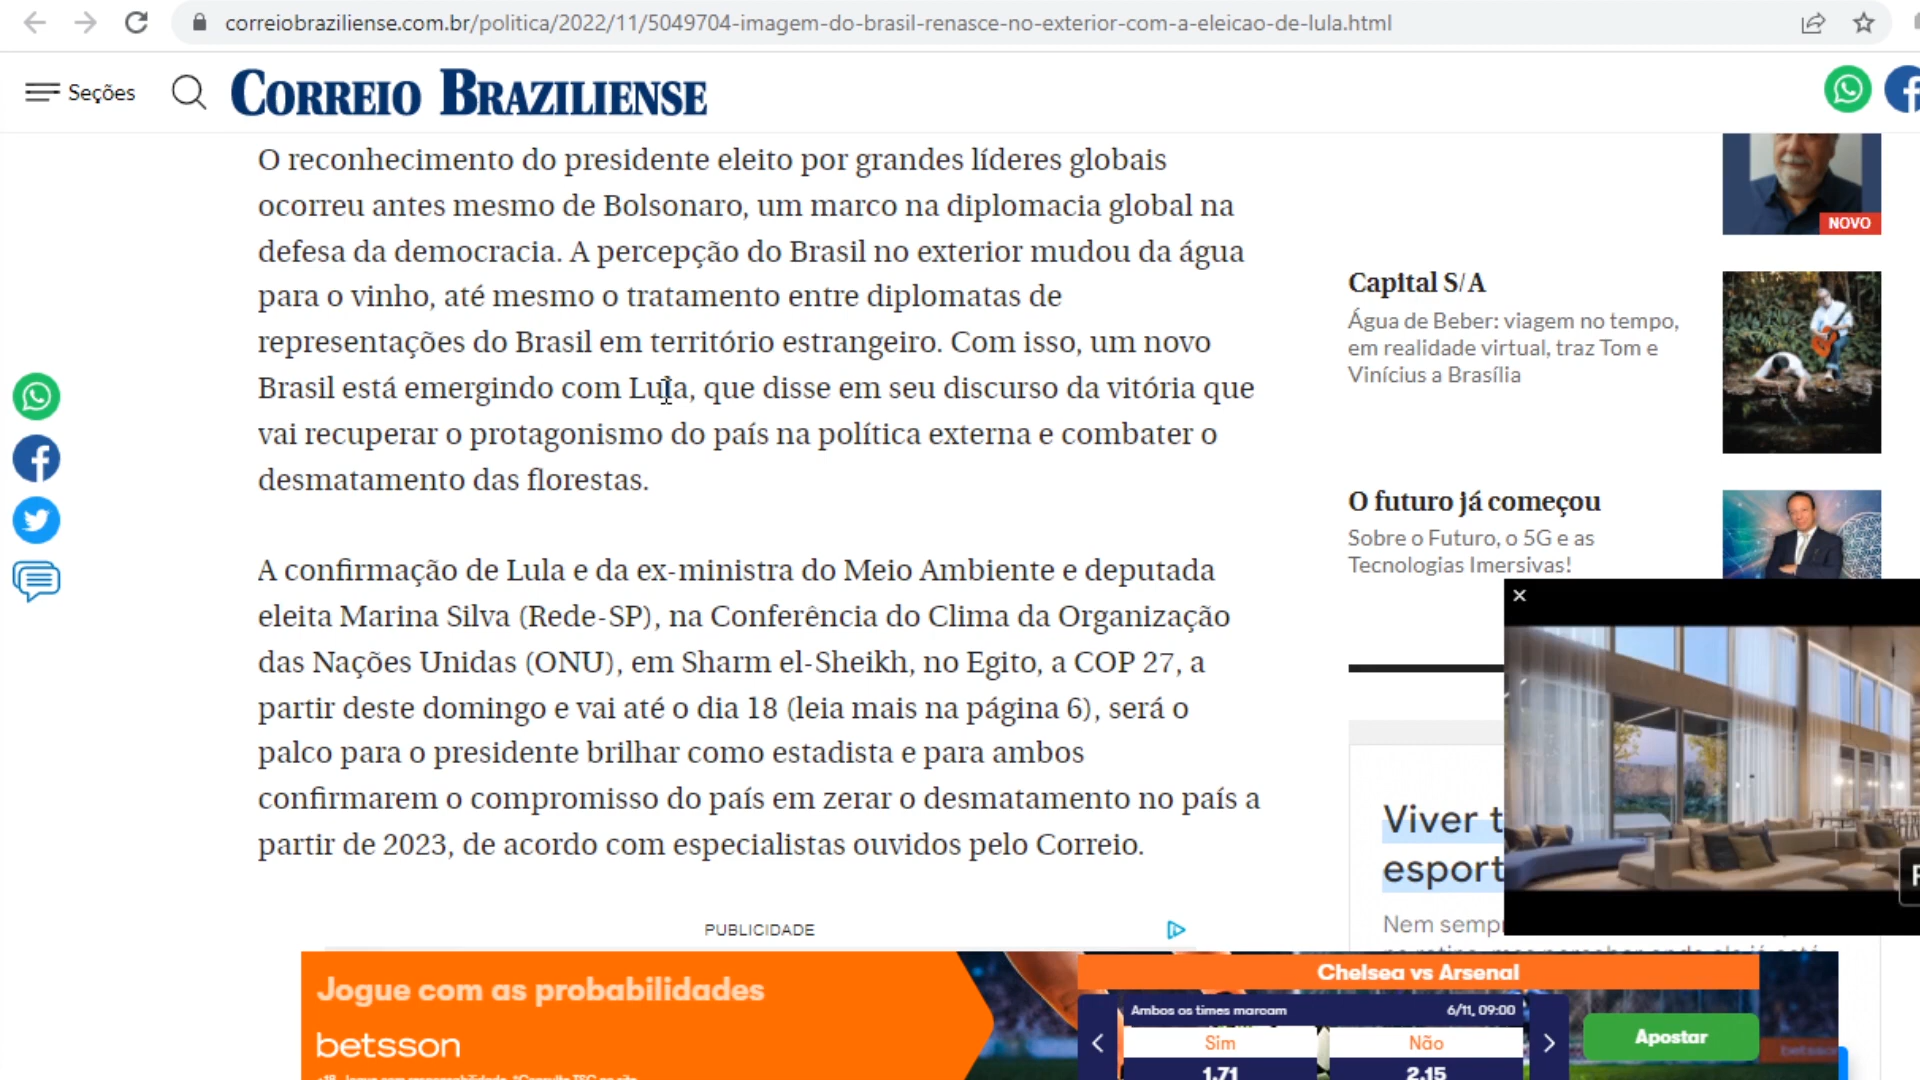 correiobraziliense.com.br/politica/2022/11/5049704-imagem-do-brasil-renasce-no-exterior-com-a-eleicao-de-lula.html
Seções
CORREIO BRAZILIENSE
O reconhecimento do presidente eleito por grandes líderes globais
ocorreu antes mesmo de Bolsonaro, um marco na diplomacia global na
defesa da democracia. A percepção do Brasil no exterior mudou da água
para o vinho, até mesmo o tratamento entre diplomatas de
representações do Brasil em território estrangeiro. Com isso, um novo
Brasil está emergindo com Lula, que disse em seu discurso da vitória que
vai recuperar o protagonismo do país na política externa e combater o
desmatamento das florestas.
A confirmação de Lula e da ex-ministra do Meio Ambiente e deputada
eleita Marina Silva (Rede-SP), na Conferência do Clima da Organização
das Nações Unidas (ONU), em Sharm el-Sheikh, no Egito, a COP 27, a
partir deste domingo e vai até o dia 18 (leia mais na página 6), será o
palco para o presidente brilhar como estadista e para ambos
confirmarem o compromisso do país em zerar o desmatamento no país a
partir de 2023, de acordo com especialistas ouvidos pelo Correio.
NOVO
Capital S/A
Água de Beber: viagem no tempo,
em realidade virtual, traz Tom e
Vinícius a Brasília
O futuro já começou
Sobre o Futuro, o 5G e as
Tecnologias Imersivas!
Viver t
esport
Nem semp
PUBLICIDADE
Jogue com as probabilidades
betsson
Chelsea vs Arsenal
Ambos os times marcam 6/11, 09:00
Sim Não
1.71 2.15
Apostar
betsson